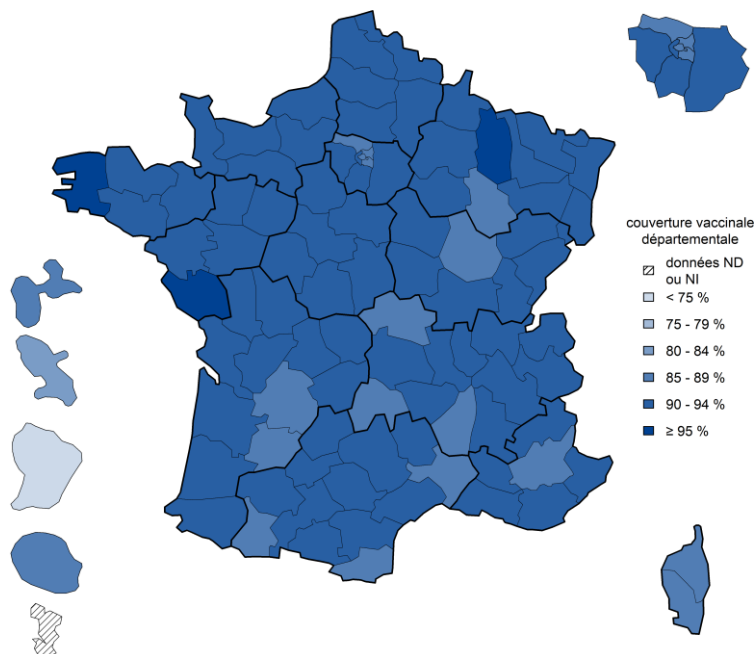 couverture vaccinale
départementale
données ND
ou NI
< 75 %
75 - 79 %
80 - 84 %
85 - 89 %
90 - 94 %
≥ 95 %